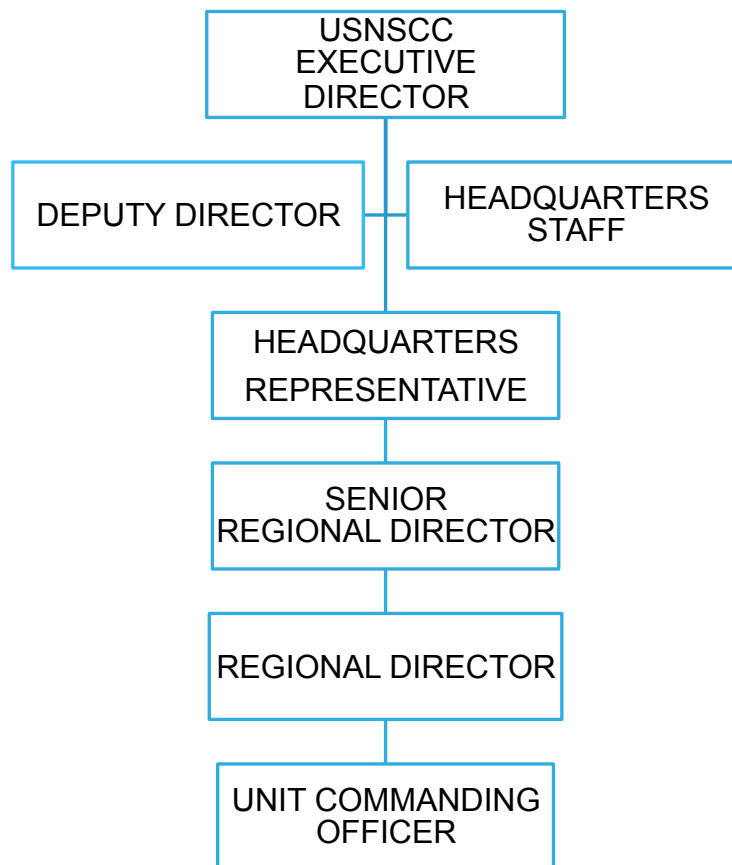 USNSCC
EXECUTIVE
DIRECTOR
DEPUTY DIRECTOR
HEADQUARTERS
STAFF
HEADQUARTERS
REPRESENTATIVE
SENIOR
REGIONAL DIRECTOR
REGIONAL DIRECTOR
UNIT COMMANDING
OFFICER